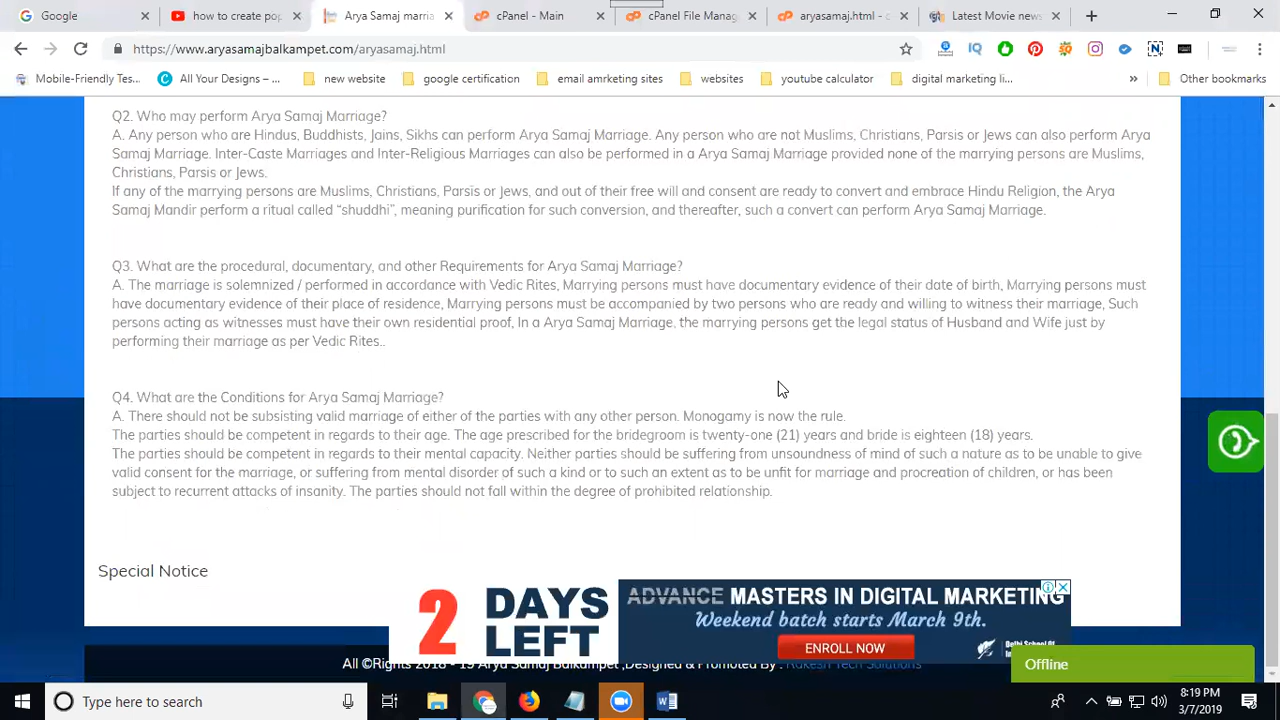 Google
how to create pop
Arya Samaj marria
cPanel - Main
cPanel File Manag
aryasamaj.html - c
Latest Movie news
https://www.aryasamajbalkampet.com/aryasamaj.html
Mobile-Friendly Tes...
All Your Designs – ...
new website
google certification
email amrketing sites
websites
youtube calculator
digital marketing li...
»
Other bookmarks
Q2. Who may perform Arya Samaj Marriage?
A. Any person who are Hindus, Buddhists, Jains, Sikhs can perform Arya Samaj Marriage. Any person who are not Muslims, Christians, Parsis or Jews can also perform Arya
Samaj Marriage. Inter-Caste Marriages and Inter-Religious Marriages can also be performed in a Arya Samaj Marriage provided none of the marrying persons are Muslims,
Christians, Parsis or Jews.
If any of the marrying persons are Muslims, Christians, Parsis or Jews, and out of their free will and consent are ready to convert and embrace Hindu Religion, the Arya
Samaj Mandir perform a ritual called “shuddhi”, meaning purification for such conversion, and thereafter, such a convert can perform Arya Samaj Marriage.
Q3. What are the procedural, documentary, and other Requirements for Arya Samaj Marriage?
A. The marriage is solemnized / performed in accordance with Vedic Rites, Marrying persons must have documentary evidence of their date of birth, Marrying persons must
have documentary evidence of their place of residence, Marrying persons must be accompanied by two persons who are ready and willing to witness their marriage, Such
persons acting as witnesses must have their own residential proof, In a Arya Samaj Marriage, the marrying persons get the legal status of Husband and Wife just by
performing their marriage as per Vedic Rites..
Q4. What are the Conditions for Arya Samaj Marriage?
A. There should not be subsisting valid marriage of either of the parties with any other person. Monogamy is now the rule.
The parties should be competent in regards to their age. The age prescribed for the bridegroom is twenty-one (21) years and bride is eighteen (18) years.
The parties should be competent in regards to their mental capacity. Neither parties should be suffering from unsoundness of mind of such a nature as to be unable to give
valid consent for the marriage, or suffering from mental disorder of such a kind or to such an extent as to be unfit for marriage and procreation of children, or has been
subject to recurrent attacks of insanity. The parties should not fall within the degree of prohibited relationship.
Special Notice
2 DAYS LEFT
ADVANCE MASTERS IN DIGITAL MARKETING
Weekend batch starts March 9th.
ENROLL NOW
All ©Rights 2018 - 19 Arya Samaj Balkampet ,Designed & Promoted By : Rakesh Tech Solutions
Offline
Type here to search
8:19 PM
3/7/2019